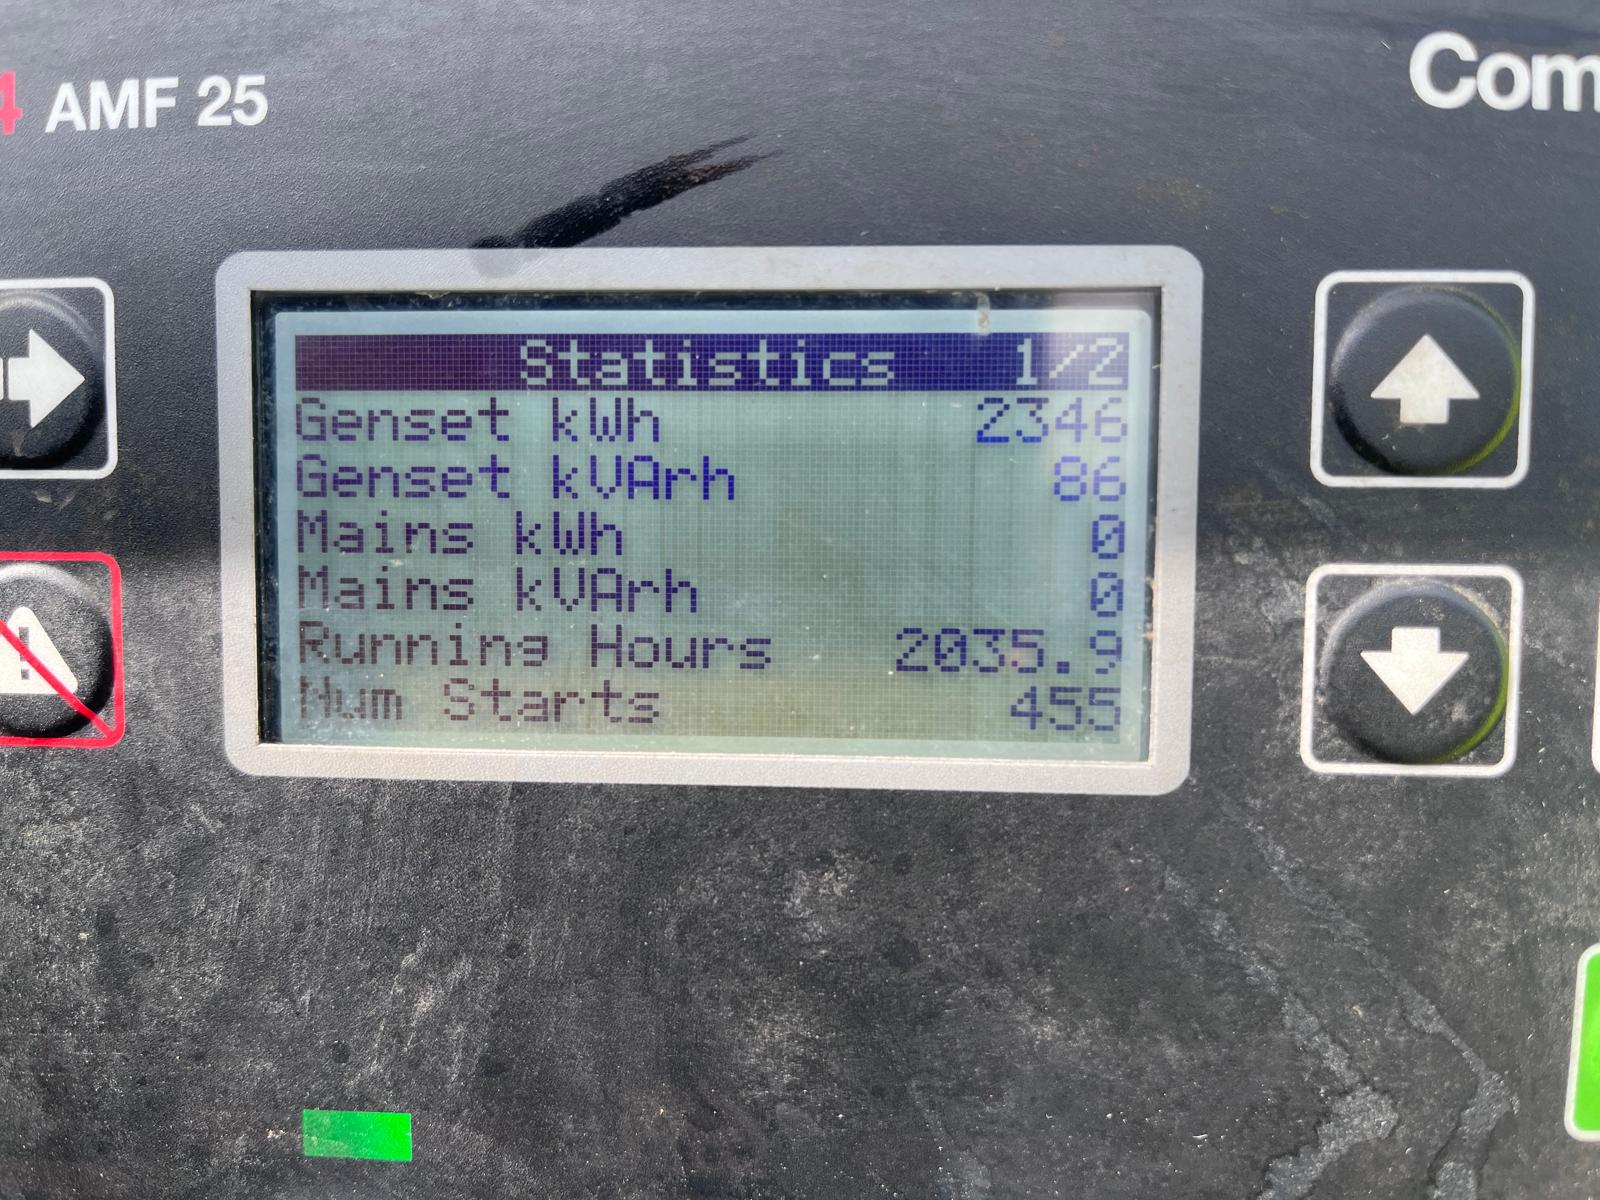 4 AMF 25
Com
Statistics 1/2
Genset kWh 2346
Genset kVArh 86
Mains kWh 0
Mains kVArh 0
Running Hours 2035.9
Num Starts 455